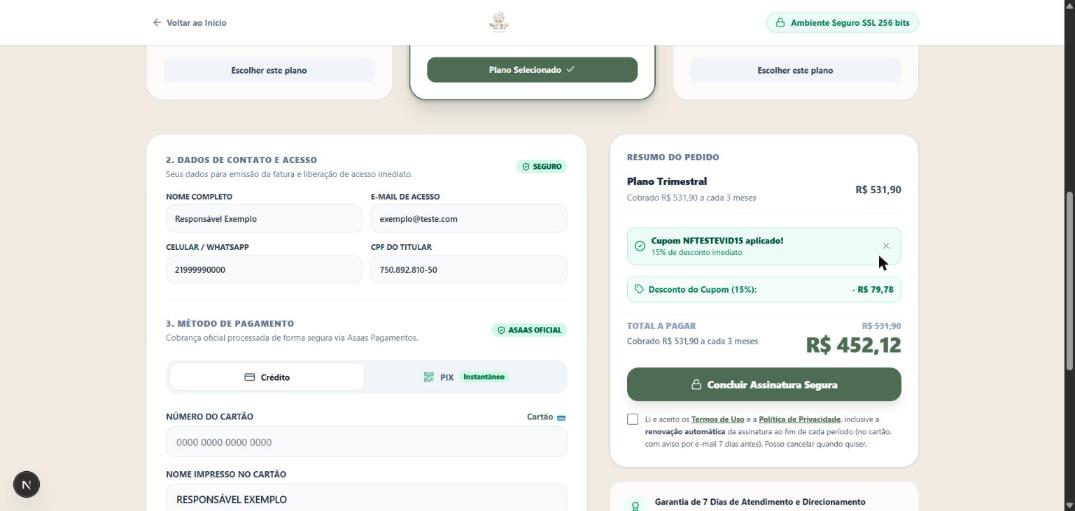 Voltar ao Início
Ambiente Seguro SSL 256 bits
Escolher este plano
Plano Selecionado
Escolher este plano
2. DADOS DE CONTATO E ACESSO
Seus dados para emissão da fatura e liberação de acesso imediato.
SEGURO
NOME COMPLETO
E-MAIL DE ACESSO
Responsável Exemplo
exemplo@teste.com
CELULAR / WHATSAPP
CPF DO TITULAR
21999990000
750.892.810-50
3. MÉTODO DE PAGAMENTO
Cobrança oficial processada de forma segura via Asaas Pagamentos.
ASAAS OFICIAL
Crédito
PIX Instantâneo
NÚMERO DO CARTÃO
Cartão
0000 0000 0000 0000
NOME IMPRESSO NO CARTÃO
RESPONSÁVEL EXEMPLO
N
RESUMO DO PEDIDO
Plano Trimestral
Cobrado R$ 531,90 a cada 3 meses
R$ 531,90
Cupom NFTESTEVID15 aplicado!
15% de desconto imediato
Desconto do Cupom (15%):
- R$ 79,78
TOTAL A PAGAR
R$ 531,90
Cobrado R$ 531,90 a cada 3 meses
R$ 452,12
Concluir Assinatura Segura
Li e aceito os Termos de Uso e a Política de Privacidade, inclusive a
renovação automática da assinatura ao fim de cada período (no cartão,
com aviso por e-mail 7 dias antes). Posso cancelar quando quiser.
Garantia de 7 Dias de Atendimento e Direcionamento